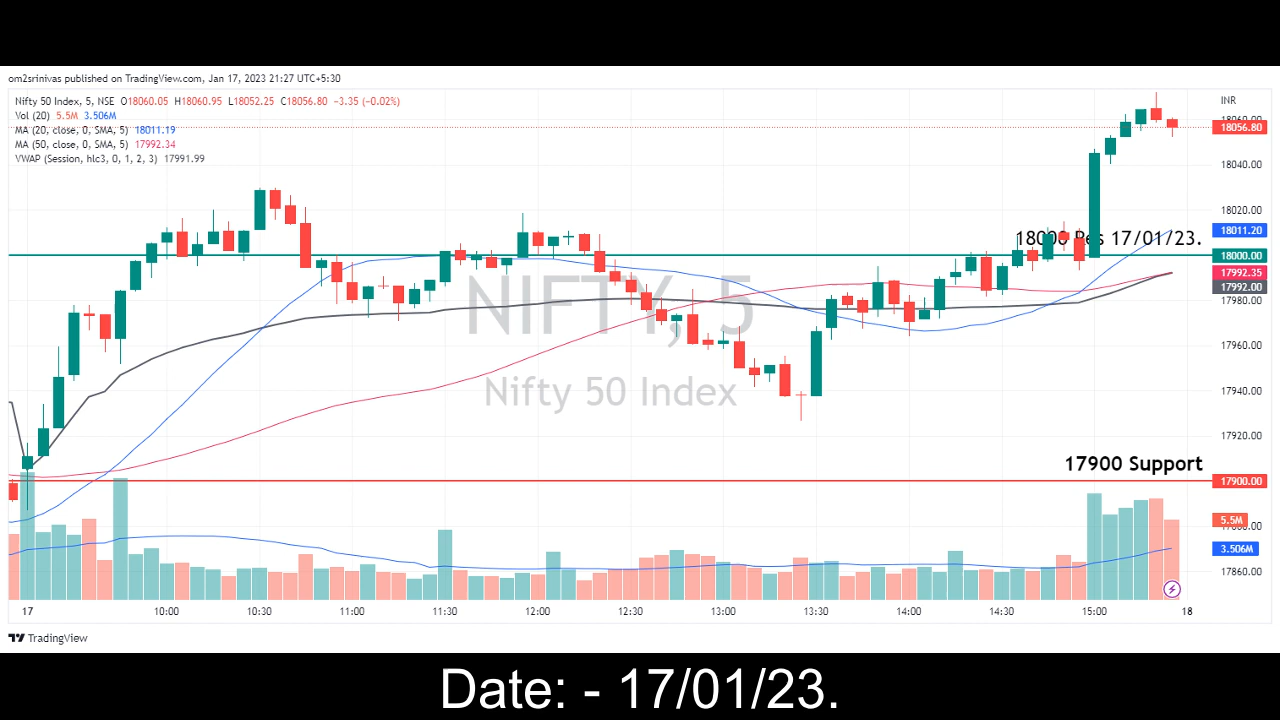 om2srinivas published on TradingView.com, Jan 17, 2023 21:27 UTC+5:30
Nifty 50 Index, 5, NSE O18060.05 H18060.95 L18052.25 C18056.80 −3.35 (−0.02%)
Vol (20) 5.5M 3.506M
MA (20, close, 0, SMA, 5) 18011.19
MA (50, close, 0, SMA, 5) 17992.34
VWAP (Session, hlc3, 0, 1, 2, 3) 17991.99
INR
18060.00
18056.80
18040.00
18020.00
18000 Res 17/01/23.
18011.20
18000.00
17992.35
17992.00
NIFTY, 5
17980.00
17960.00
Nifty 50 Index
17940.00
17920.00
17900 Support
17900.00
5.5M
17880.00
3.506M
17860.00
17 10:00 10:30 11:00 11:30 12:00 12:30 13:00 13:30 14:00 14:30 15:00 18
TradingView
Date: - 17/01/23.